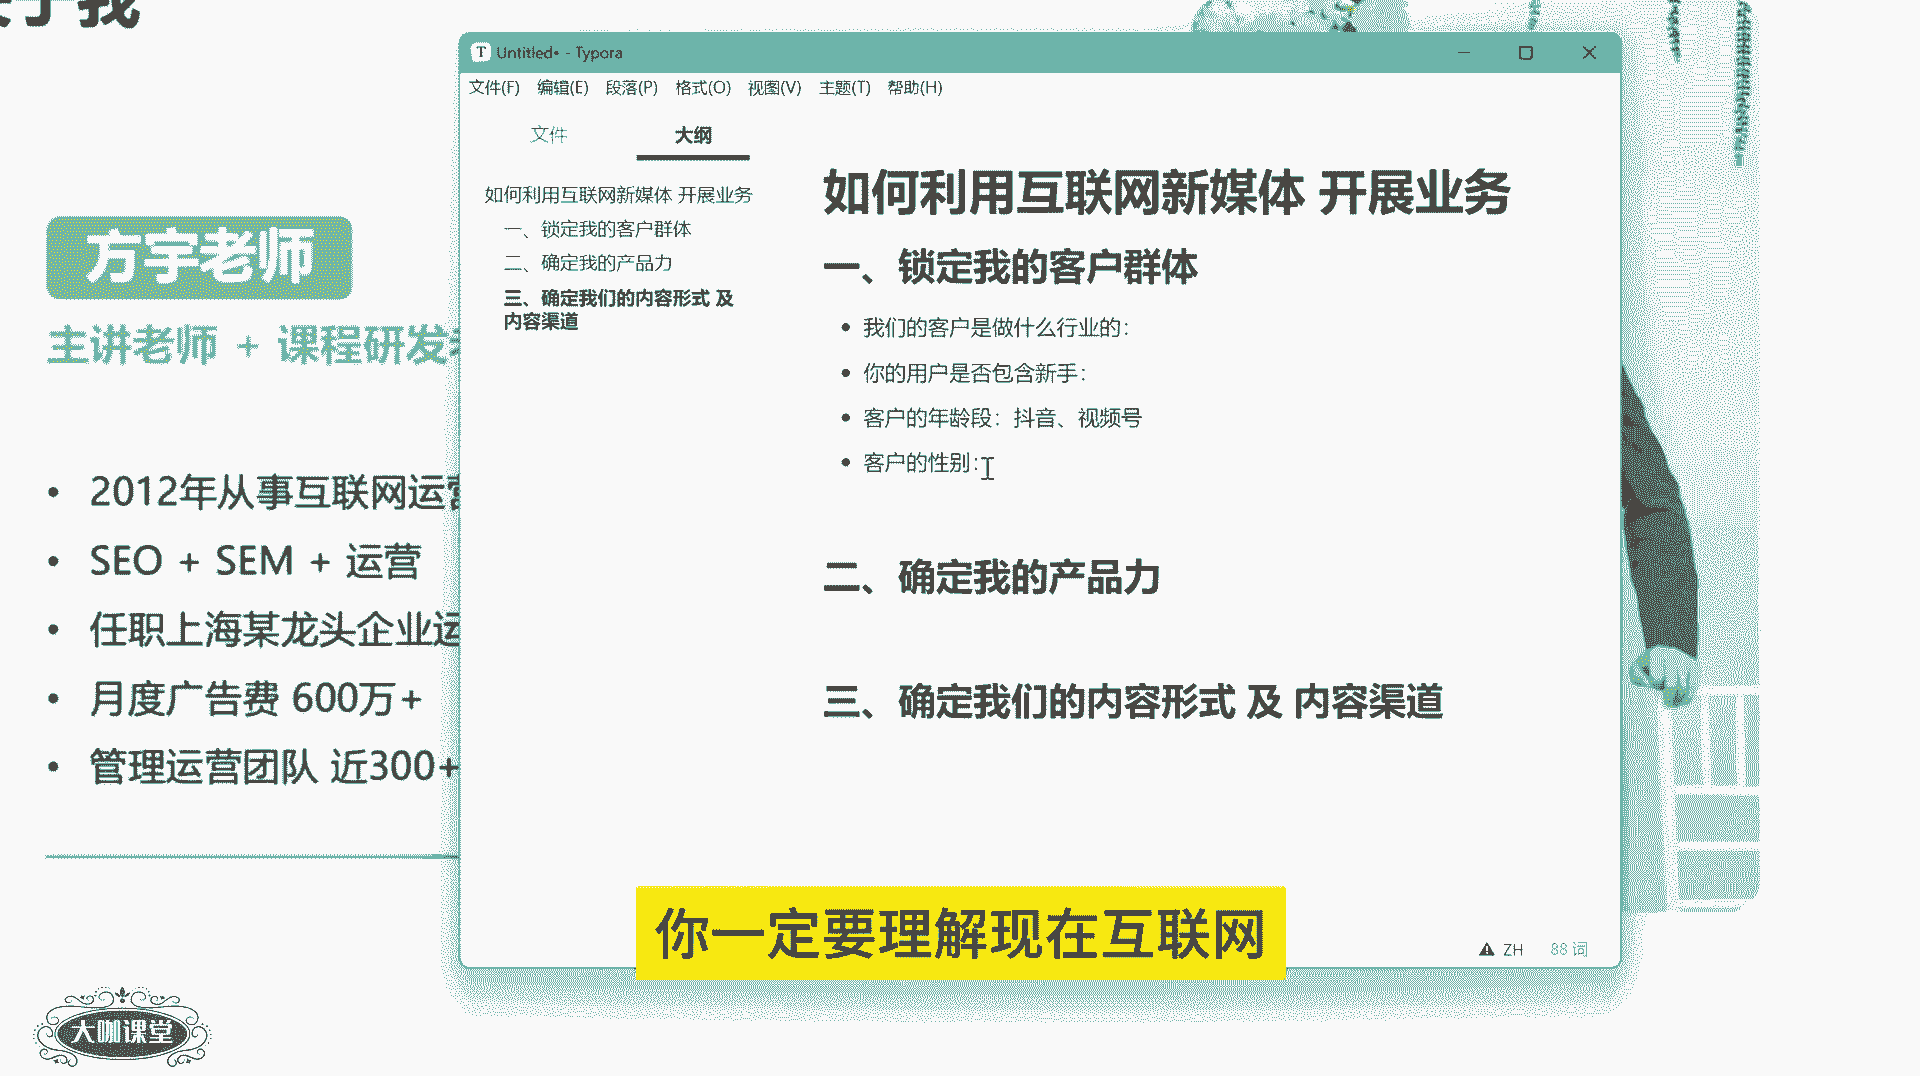 于我
方宇老师
主讲老师 + 课程研发
2012年从事互联网运营
SEO + SEM + 运营
任职上海某龙头企业运
月度广告费 600万+
管理运营团队 近300+
大咖课堂
Untitled• - Typora
文件(F) 编辑(E) 段落(P) 格式(O) 视图(V) 主题(T) 帮助(H)
文件 大纲
如何利用互联网新媒体 开展业务
一、锁定我的客户群体
二、确定我的产品力
三、确定我们的内容形式 及
内容渠道
如何利用互联网新媒体 开展业务
一、锁定我的客户群体
我们的客户是做什么行业的：
你的用户是否包含新手：
客户的年龄段：抖音、视频号
客户的性别：
二、确定我的产品力
三、确定我们的内容形式 及 内容渠道
ZH 88 词
你一定要理解现在互联网